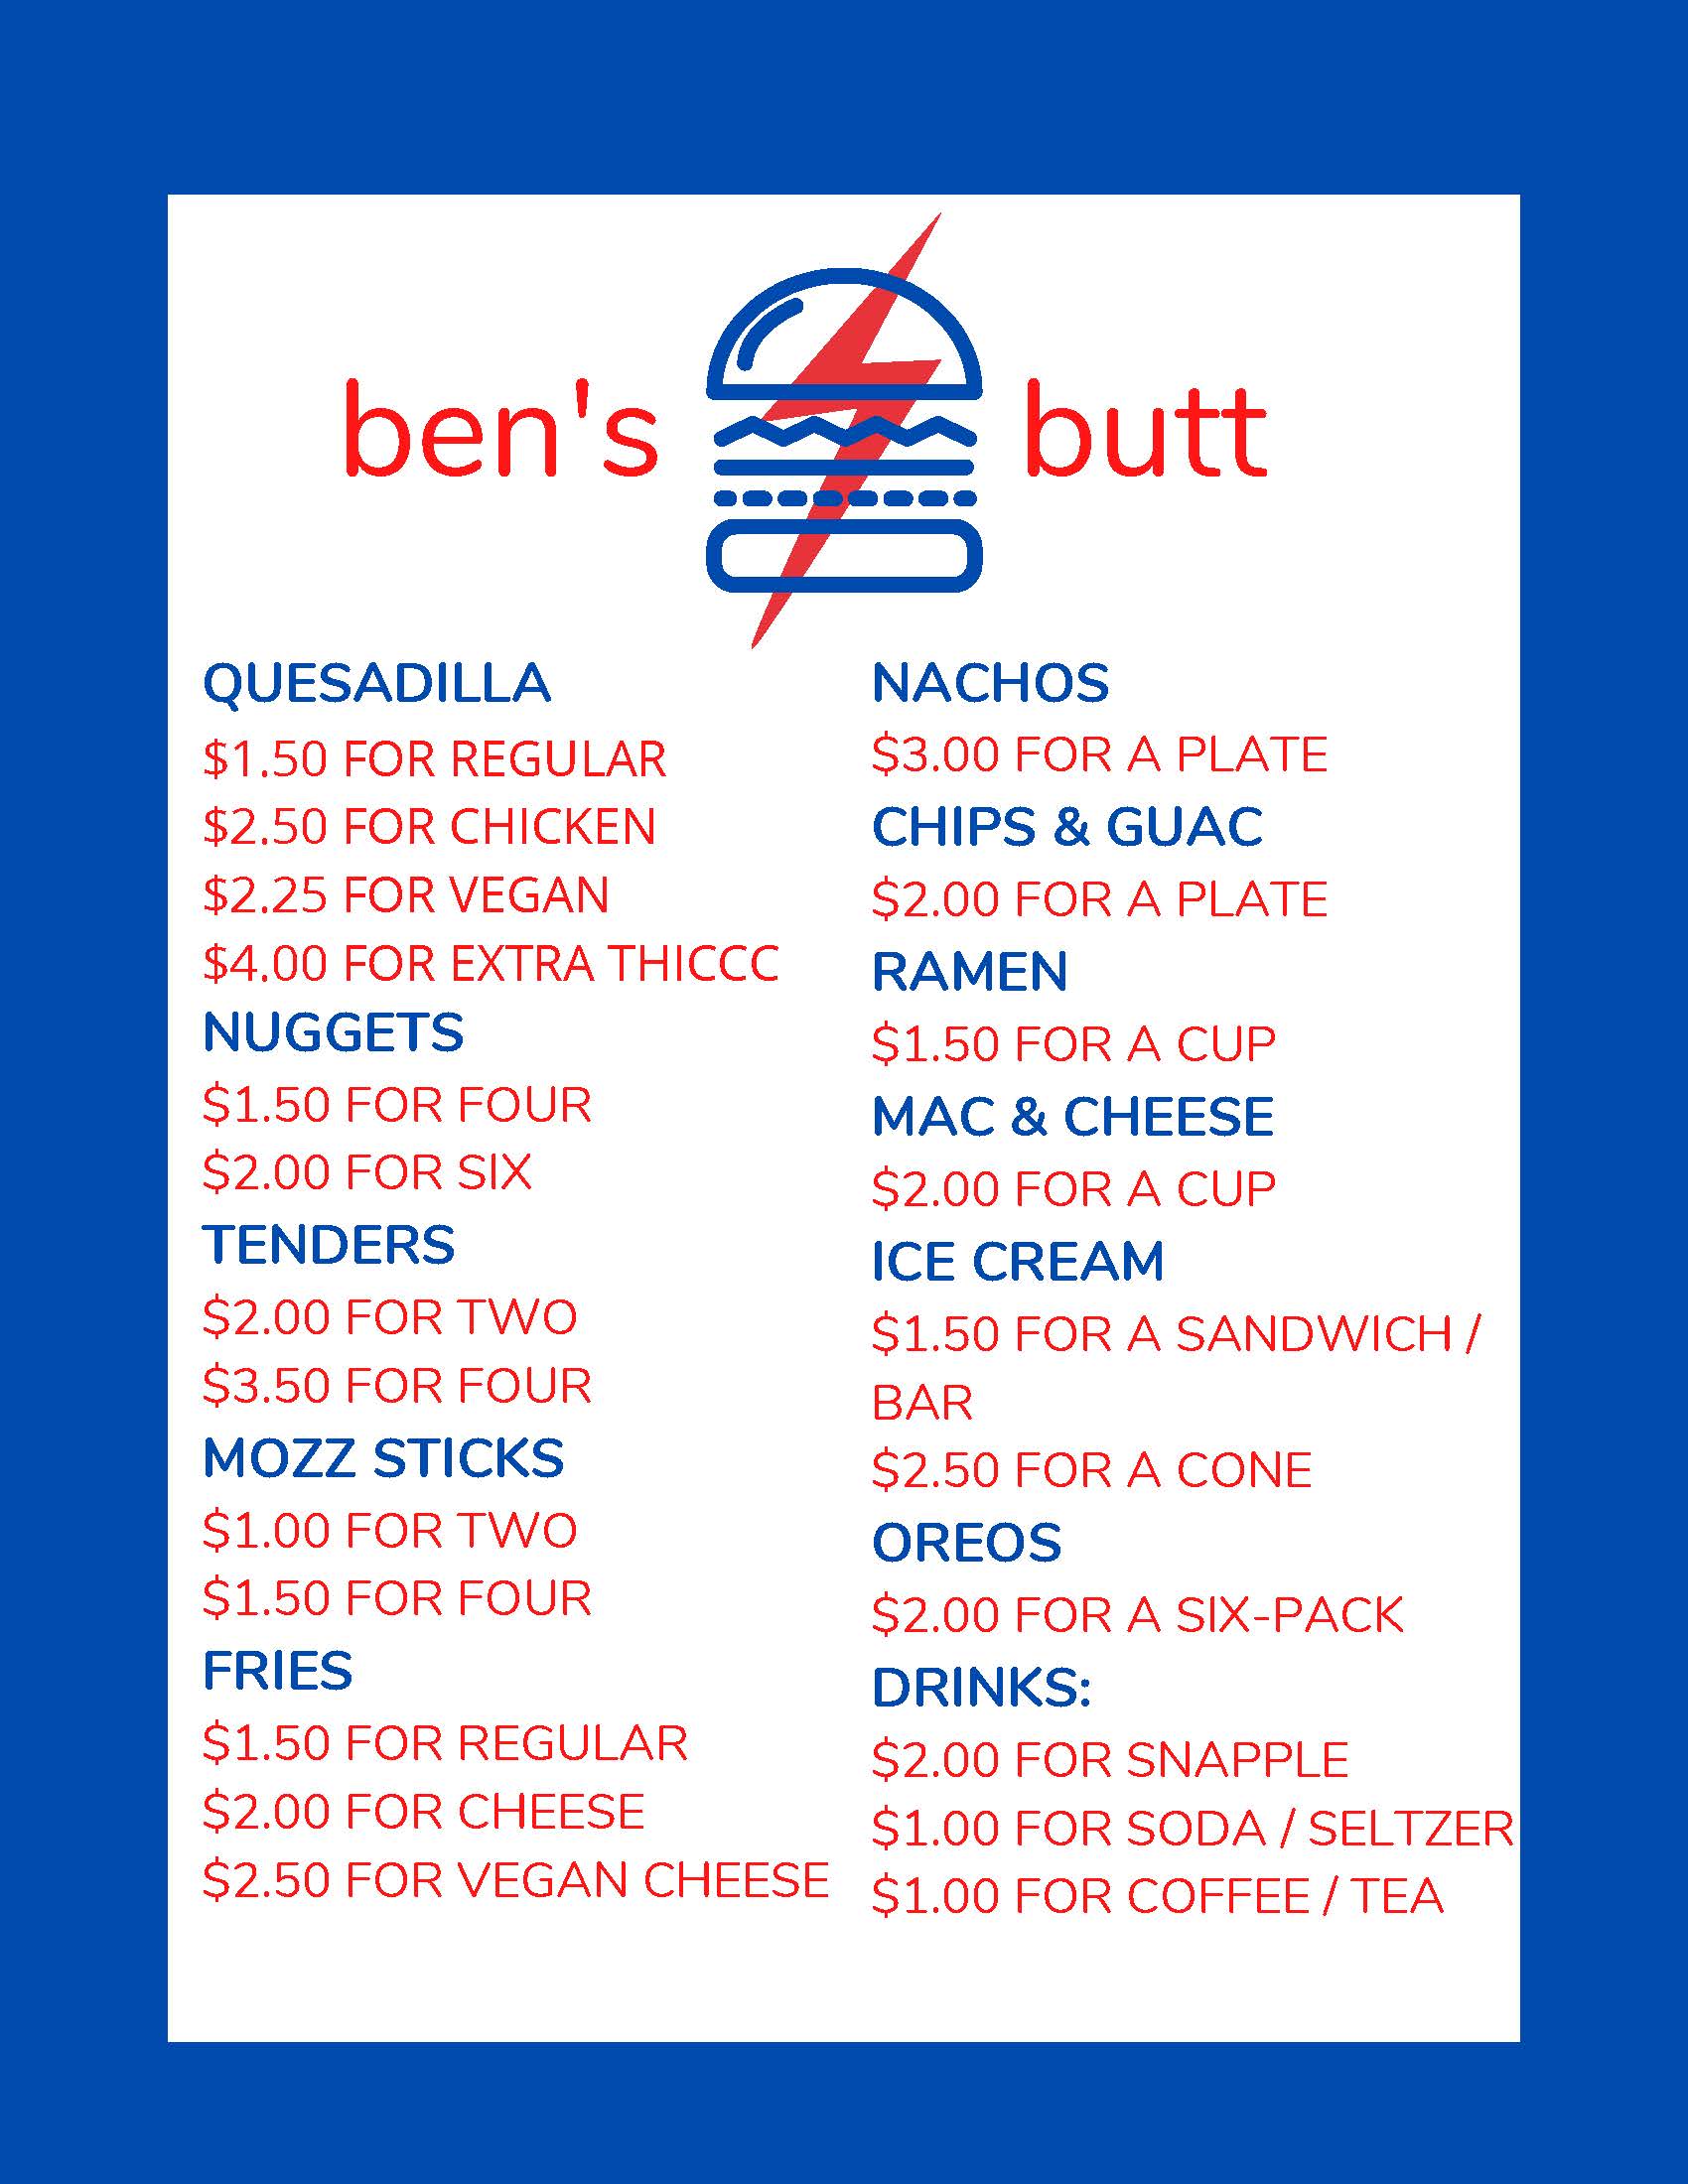 ben's butt
QUESADILLA
$1.50 FOR REGULAR
$2.50 FOR CHICKEN
$2.25 FOR VEGAN
$4.00 FOR EXTRA THICCC
NUGGETS
$1.50 FOR FOUR
$2.00 FOR SIX
TENDERS
$2.00 FOR TWO
$3.50 FOR FOUR
MOZZ STICKS
$1.00 FOR TWO
$1.50 FOR FOUR
FRIES
$1.50 FOR REGULAR
$2.00 FOR CHEESE
$2.50 FOR VEGAN CHEESE
NACHOS
$3.00 FOR A PLATE
CHIPS & GUAC
$2.00 FOR A PLATE
RAMEN
$1.50 FOR A CUP
MAC & CHEESE
$2.00 FOR A CUP
ICE CREAM
$1.50 FOR A SANDWICH /
BAR
$2.50 FOR A CONE
OREOS
$2.00 FOR A SIX-PACK
DRINKS:
$2.00 FOR SNAPPLE
$1.00 FOR SODA / SELTZER
$1.00 FOR COFFEE / TEA